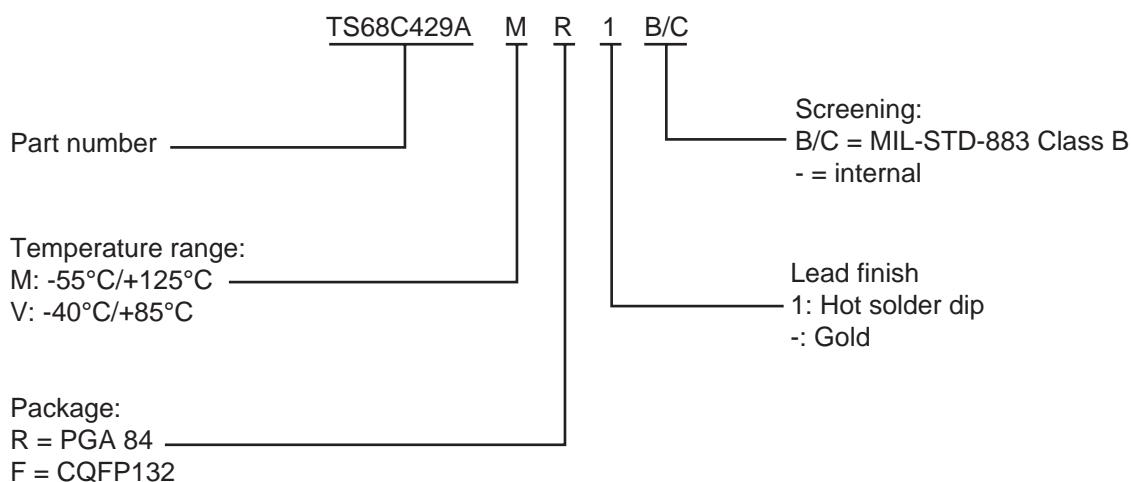 TS68C429A M R 1 B/C
Part number
Screening:
B/C = MIL-STD-883 Class B
- = internal
Temperature range:
M: -55°C/+125°C
V: -40°C/+85°C
Lead finish
1: Hot solder dip
-: Gold
Package:
R = PGA 84
F = CQFP132